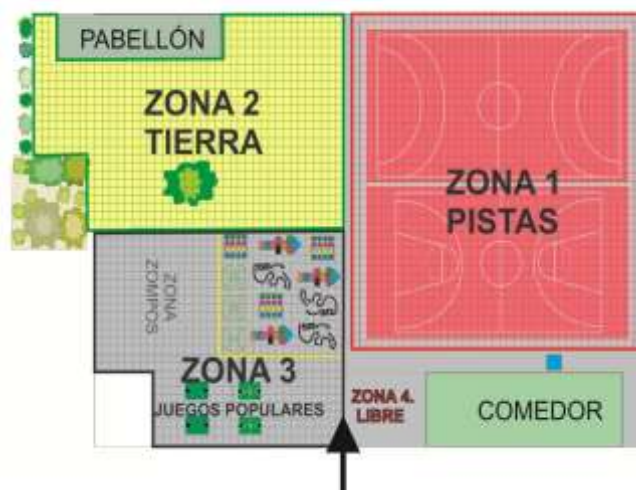 PABELLÓN
ZONA 2
TIERRA
ZONA 1
PISTAS
ZONA
ZOMPOS
ZONA 3
JUEGOS POPULARES
ZONA 4.
LIBRE
COMEDOR